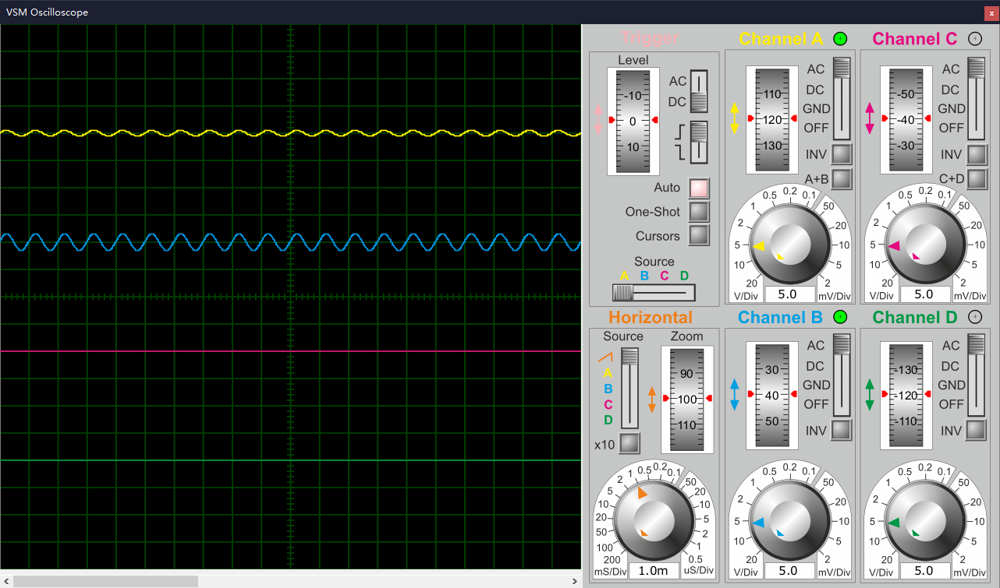 VSM Oscilloscope
x
Trigger
Level
-10
0
10
AC
DC
Auto
One-Shot
Cursors
Source
A B C D
Channel A
110
120
130
AC
DC
GND
OFF
INV
A+B
20
10
5
2
1
0.5
0.2
0.1
50
20
10
5
2
V/Div
5.0
mV/Div
Channel C
-50
-40
-30
AC
DC
GND
OFF
INV
C+D
20
10
5
2
1
0.5
0.2
0.1
50
20
10
5
2
V/Div
5.0
mV/Div
Horizontal
Source
A
B
C
D
x10
Zoom
90
100
110
200
100
50
20
10
5
2
1
0.5
0.2
0.1
50
20
10
5
2
1
0.5
mS/Div
1.0m
uS/Div
Channel B
30
40
50
AC
DC
GND
OFF
INV
20
10
5
2
1
0.5
0.2
0.1
50
20
10
5
2
V/Div
5.0
mV/Div
Channel D
-130
-120
-110
AC
DC
GND
OFF
INV
20
10
5
2
1
0.5
0.2
0.1
50
20
10
5
2
V/Div
5.0
mV/Div